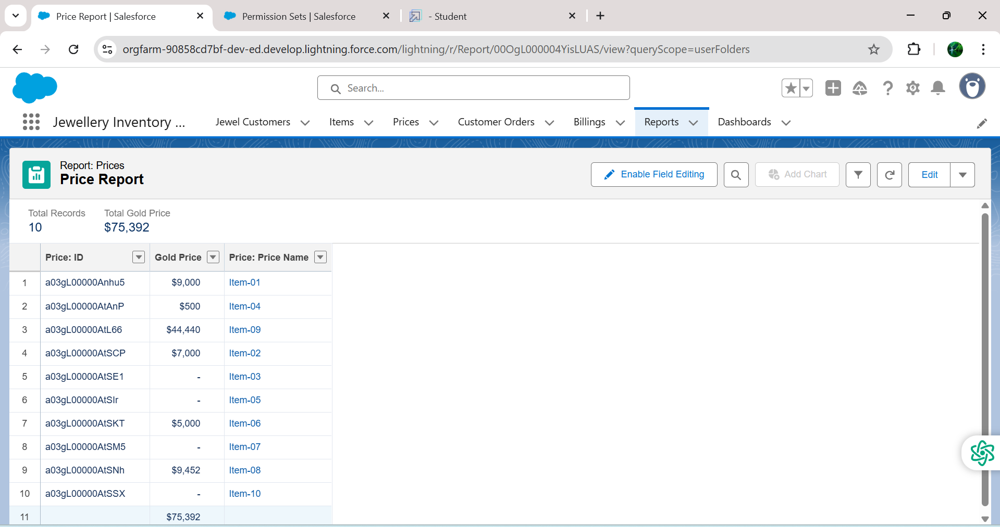 Price Report | Salesforce
Permission Sets | Salesforce
- Student
orgfarm-90858cd7bf-dev-ed.develop.lightning.force.com/lightning/r/Report/00OgL000004YisLUAS/view?queryScope=userFolders
Search...
Jewellery Inventory ...
Jewel Customers
Items
Prices
Customer Orders
Billings
Reports
Dashboards
Report: Prices
Price Report
Enable Field Editing
Add Chart
Edit
Total Records
Total Gold Price
10
$75,392
Price: ID
Gold Price
Price: Price Name
1 a03gL00000Anhu5 $9,000 Item-01
2 a03gL00000AtAnP $500 Item-04
3 a03gL00000AtL66 $44,440 Item-09
4 a03gL00000AtSCP $7,000 Item-02
5 a03gL00000AtSE1 - Item-03
6 a03gL00000AtSIr - Item-05
7 a03gL00000AtSKT $5,000 Item-06
8 a03gL00000AtSM5 - Item-07
9 a03gL00000AtSNh $9,452 Item-08
10 a03gL00000AtSSX - Item-10
11 $75,392